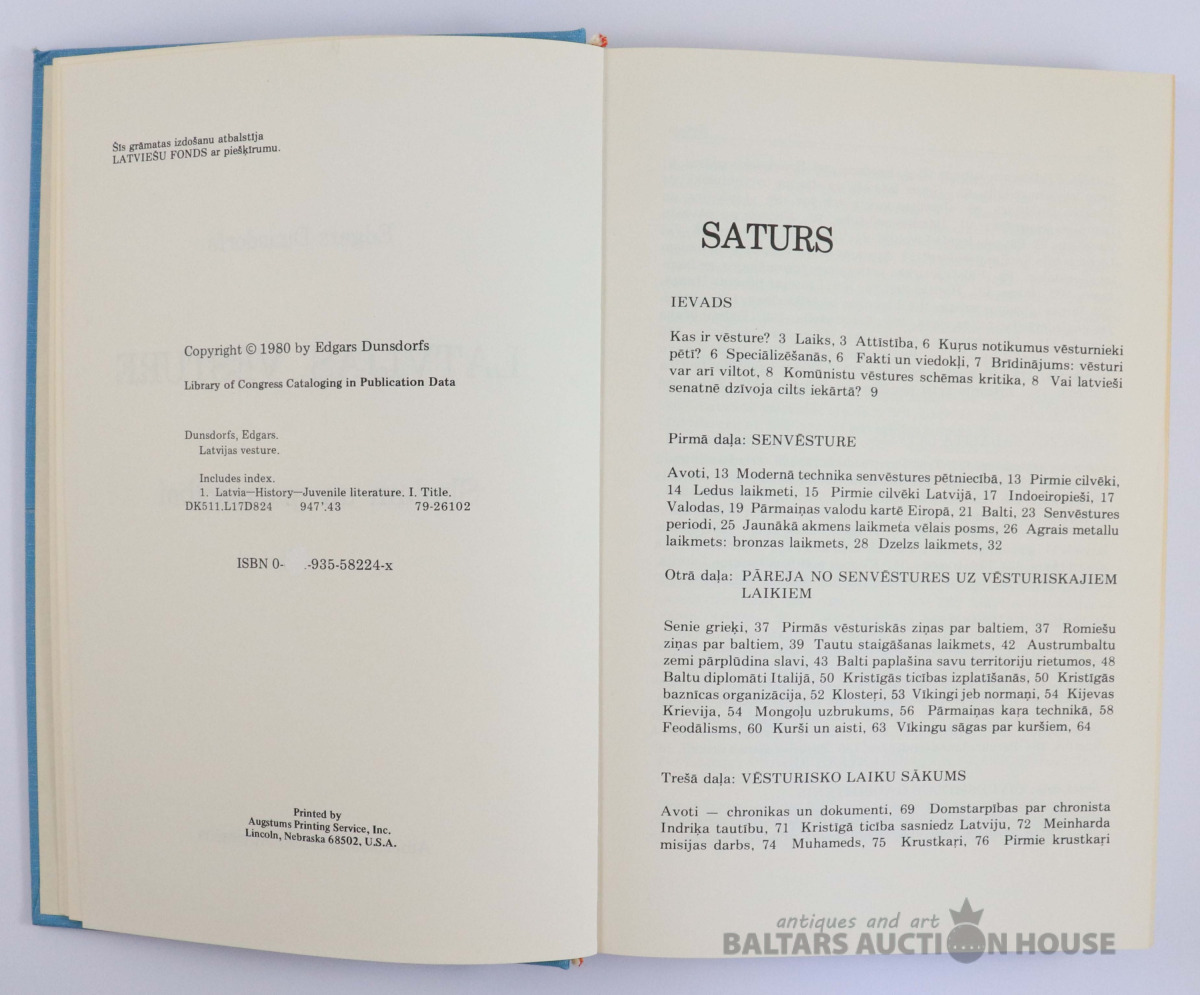 Šīs grāmatas izdošanu atbalstīja
LATVIEŠU FONDS ar piešķīrumu.
Copyright © 1980 by Edgars Dunsdorfs
Library of Congress Cataloging in Publication Data
Dunsdorfs, Edgars.
Latvijas vesture.
Includes index.
1. Latvia—History—Juvenile literature. I. Title.
DK511.L17D824 947'.43 79-26102
ISBN 0- .-935-58224-x
Printed by
Augstums Printing Service, Inc.
Lincoln, Nebraska 68502, U.S.A.
SATURS
IEVADS
Kas ir vēsture? 3 Laiks, 3 Attīstība, 6 Kuŗus notikumus vēsturnieki
pētī? 6 Speciālizēšanās, 6 Fakti un viedokļi, 7 Brīdinājums: vēsturi
var arī viltot, 8 Komūnistu vēstures schēmas kritika, 8 Vai latvieši
senatnē dzīvoja cilts iekārtā? 9
Pirmā daļa: SENVĒSTURE
Avoti, 13 Modernā technika senvēstures pētniecībā, 13 Pirmie cilvēki,
14 Ledus laikmeti, 15 Pirmie cilvēki Latvijā, 17 Indoeiropieši, 17
Valodas, 19 Pārmaiņas valodu kartē Eiropā, 21 Balti, 23 Senvēstures
periodi, 25 Jaunākā akmens laikmeta vēlais posms, 26 Agrais metallu
laikmets: bronzas laikmets, 28 Dzelzs laikmets, 32
Otrā daļa: PĀREJA NO SENVĒSTURES UZ VĒSTURISKAJIEM
LAIKIEM
Senie grieķi, 37 Pirmās vēsturiskās ziņas par baltiem, 37 Romiešu
ziņas par baltiem, 39 Tautu staigāšanas laikmets, 42 Austrumbaltu
zemi pārplūdina slavi, 43 Balti paplašina savu territoriju rietumos, 48
Baltu diplomāti Italijā, 50 Kristīgās ticības izplatīšanās, 50 Kristīgās
baznīcas organizācija, 52 Klosteŗi, 53 Vīkingi jeb normaņi, 54 Kijevas
Krievija, 54 Mongoļu uzbrukums, 56 Pārmaiņas kaŗa technikā, 58
Feodālisms, 60 Kurši un aisti, 63 Vīkingu sāgas par kuršiem, 64
Trešā daļa: VĒSTURISKO LAIKU SĀKUMS
Avoti — chronikas un dokumenti, 69 Domstarpības par chronista
Indriķa tautību, 71 Kristīgā ticība sasniedz Latviju, 72 Meinharda
misijas darbs, 74 Muhameds, 75 Krustkaŗi, 76 Pirmie krustkaŗi
antiques and art
BALTARS AUCTION HOUSE